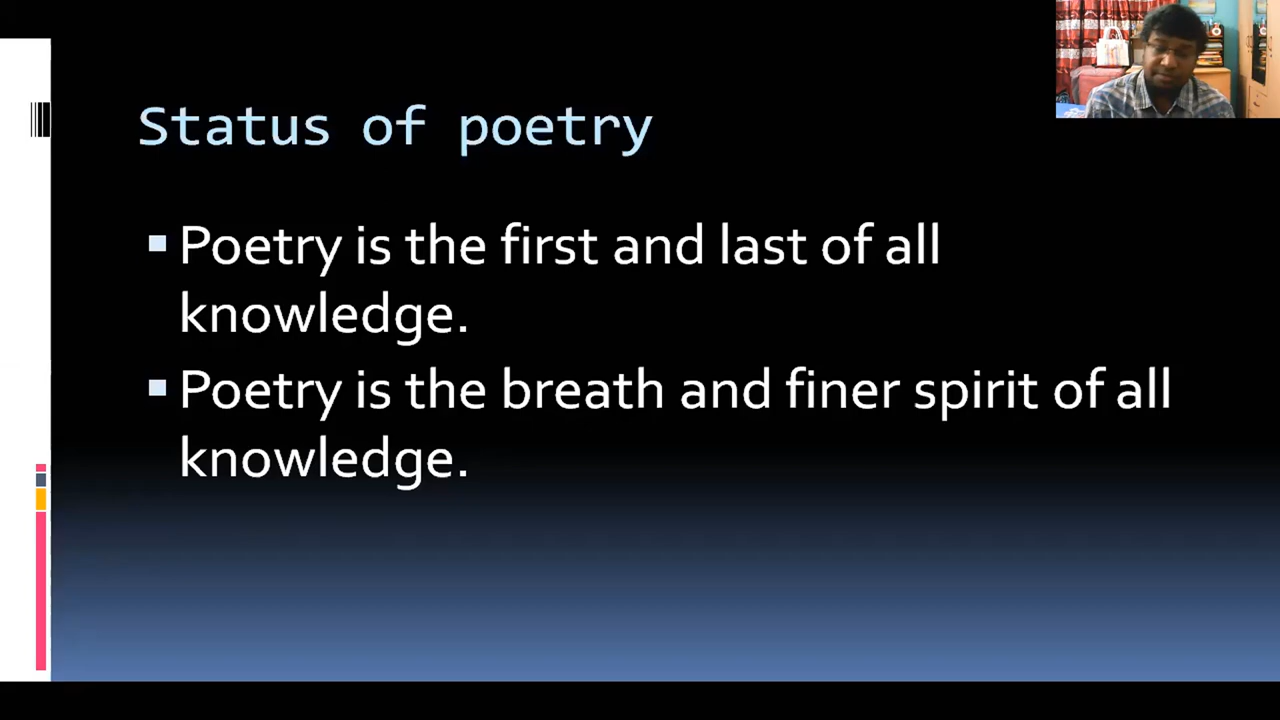 Status of poetry
Poetry is the first and last of all
knowledge.
Poetry is the breath and finer spirit of all
knowledge.